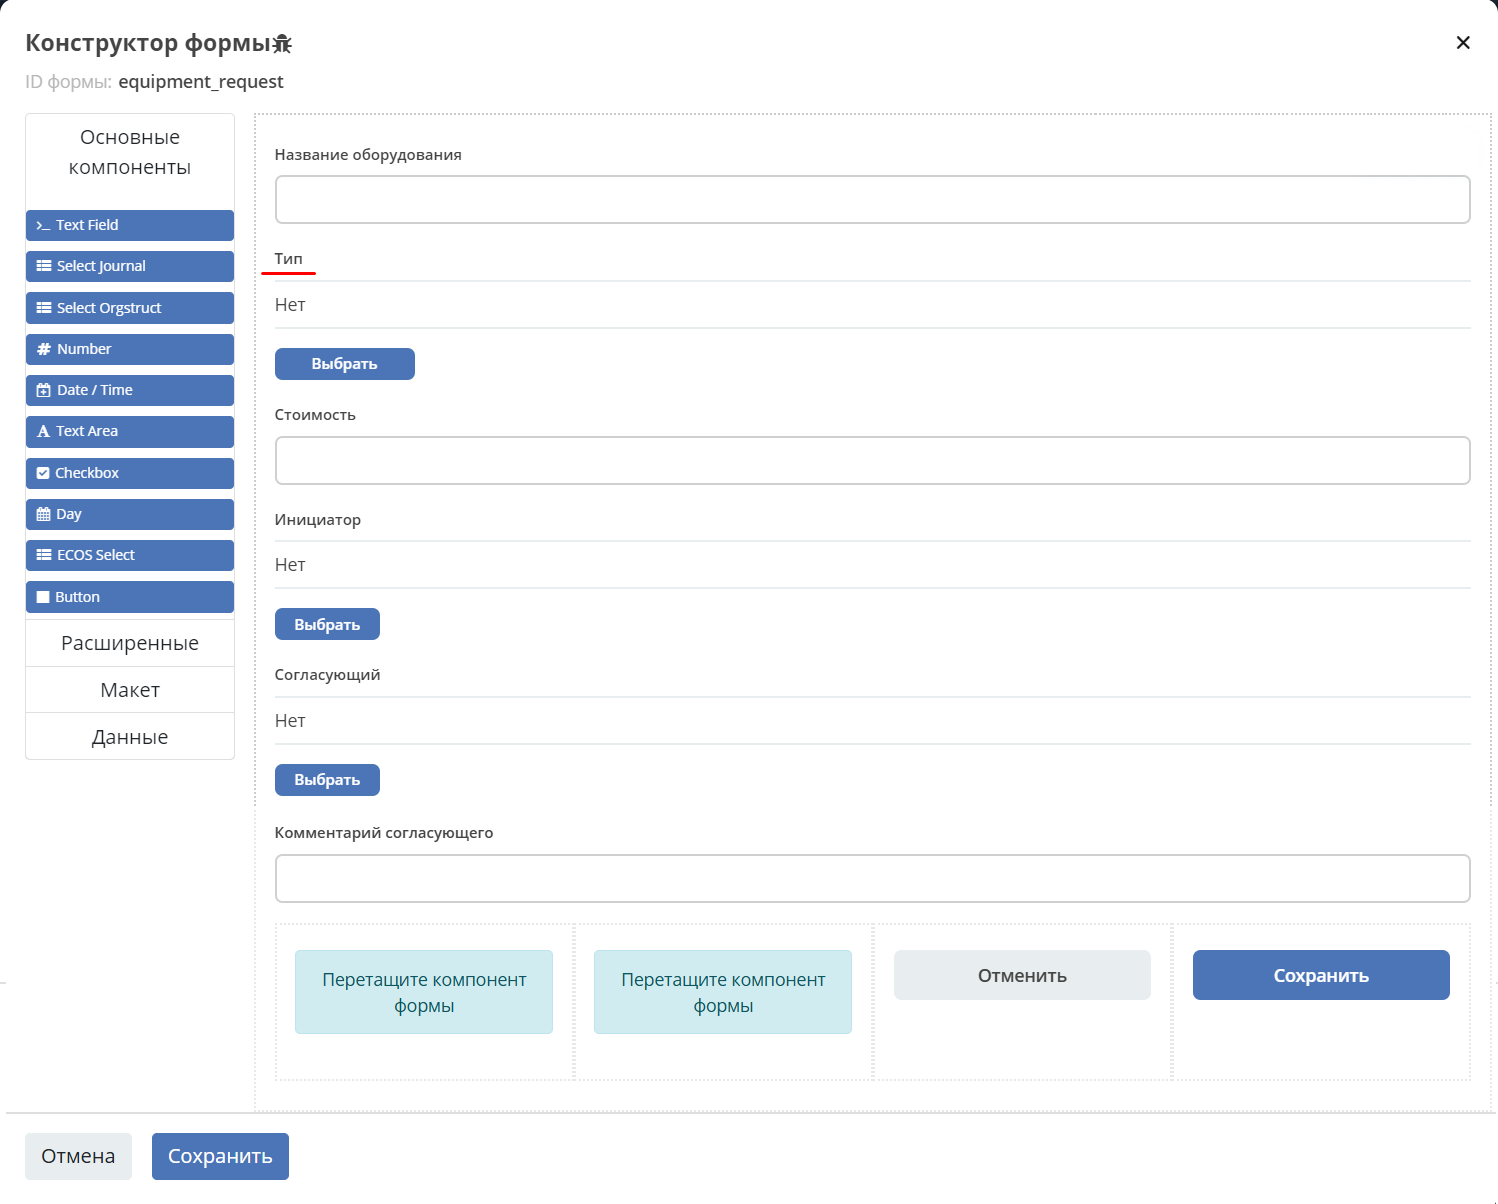 Конструктор формы
ID формы: equipment_request
Основные
компоненты
Text Field
Select Journal
Select Orgstruct
Number
Date / Time
Text Area
Checkbox
Day
ECOS Select
Button
Расширенные
Макет
Данные
Название оборудования
Тип
Нет
Выбрать
Стоимость
Инициатор
Нет
Выбрать
Согласующий
Нет
Выбрать
Комментарий согласующего
Перетащите компонент
формы
Перетащите компонент
формы
Отменить
Сохранить
Отмена
Сохранить